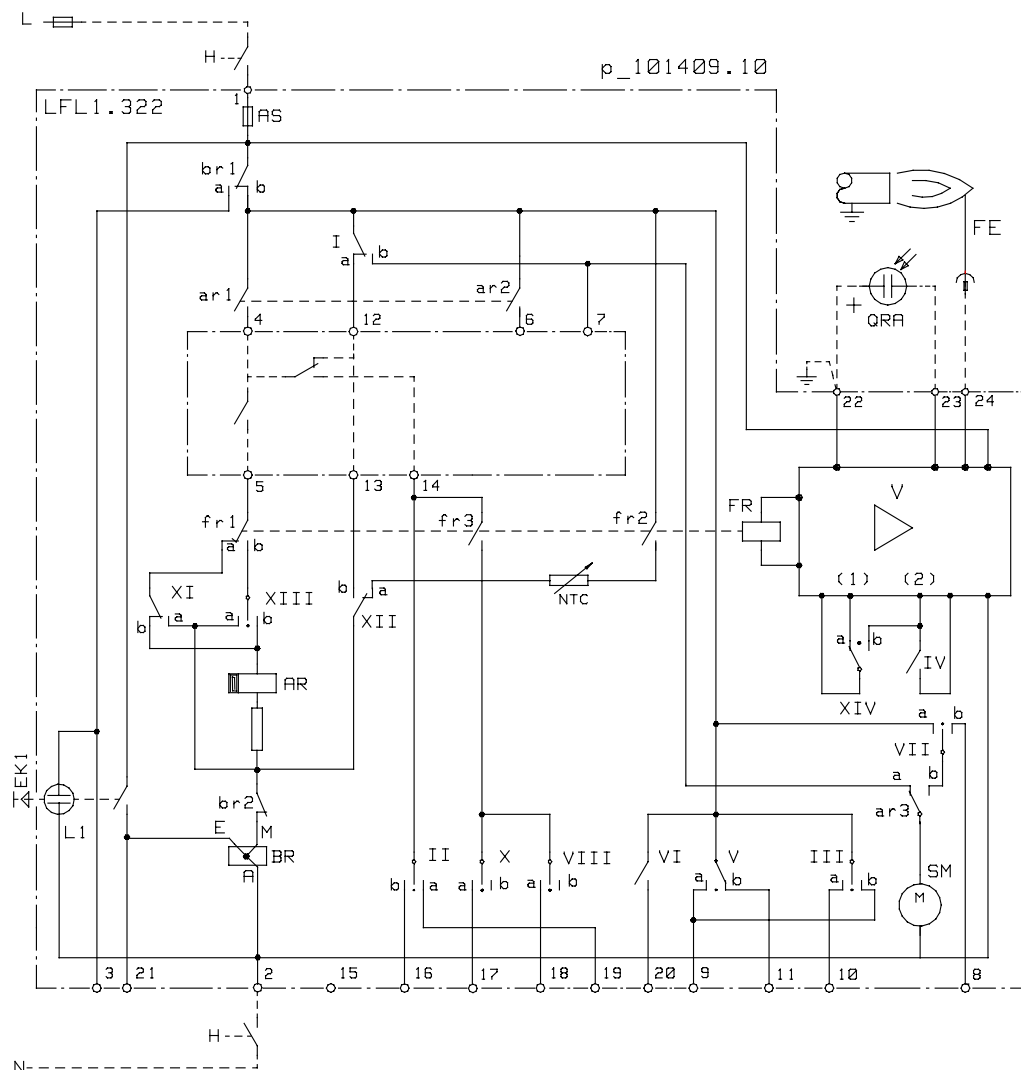 L
H
p_101409.10
LFL1.322
1
AS
br1
a b
I
a b
FE
ar1
ar2
+
QRA
4 12 6 7
22 23 24
5 13 14
V
fr1
fr3
fr2
FR
a b
(1) (2)
b a
NTC
XI
XIII
XII
b a a b
a b
IV
AR
XIV
a b
VII
EK1
a b
L1
br2
ar3
E M
BR
A
II X VIII VI V III SM
b a a b a b a b a b
M
3 21 2 15 16 17 18 19 20 9 11 10 8
H
N